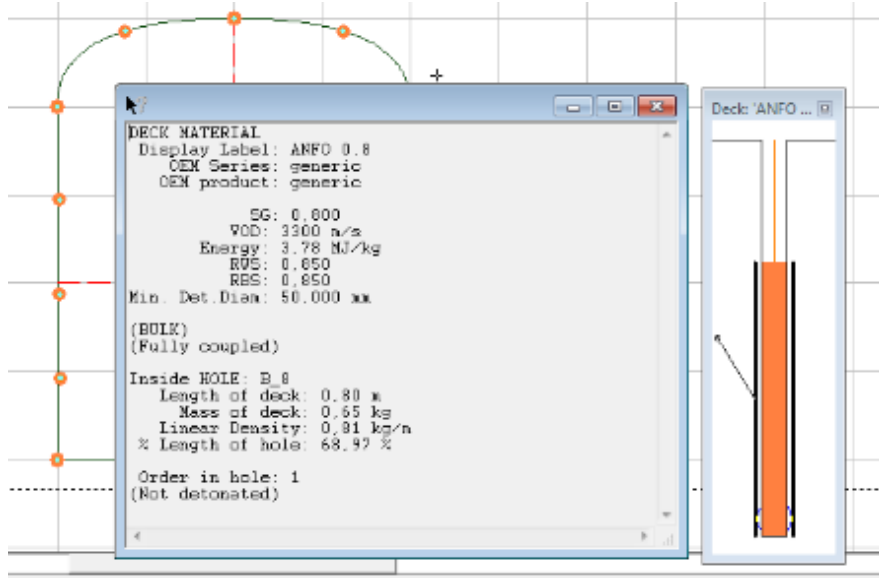 DECK MATERIAL
Display Label: ANFO 0.8
OEM Series: generic
OEM product: generic
SG: 0,800
VOD: 3300 m/s
Energy: 3,78 MJ/kg
RWS: 0,850
RBS: 0,850
Min. Det.Diam: 50.000 mm
(BULK)
(Fully coupled)
Inside HOLE: B_8
Length of deck: 0,80 m
Mass of deck: 0,65 kg
Linear Density: 0,81 kg/m
% Length of hole: 68,97 %
Order in hole: 1
(Not detonated)
Deck: 'ANFO ...